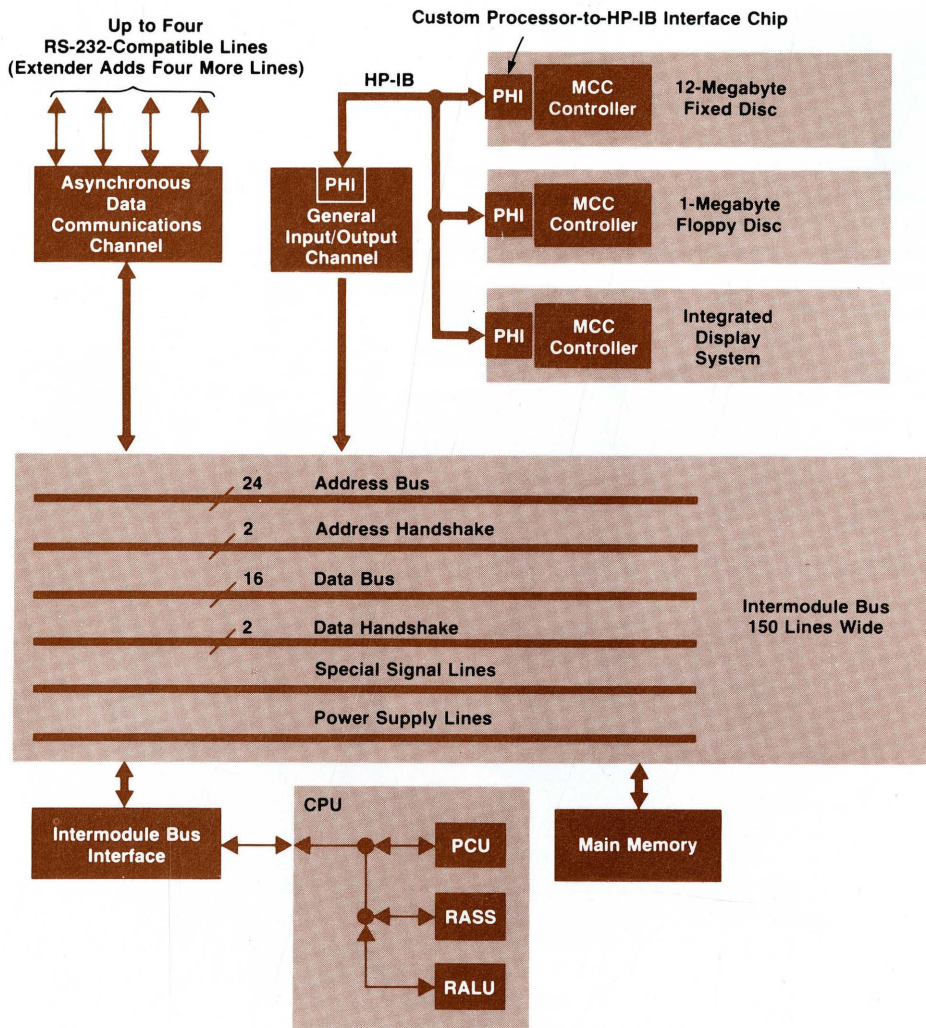 Up to Four
RS-232-Compatible Lines
(Extender Adds Four More Lines)
Custom Processor-to-HP-IB Interface Chip
HP-IB
PHI
MCC
Controller
12-Megabyte
Fixed Disc
Asynchronous
Data
Communications
Channel
PHI
General
Input/Output
Channel
PHI
MCC
Controller
1-Megabyte
Floppy Disc
PHI
MCC
Controller
Integrated
Display
System
24 Address Bus
2 Address Handshake
16 Data Bus
2 Data Handshake
Special Signal Lines
Power Supply Lines
Intermodule Bus
150 Lines Wide
Intermodule Bus
Interface
CPU
PCU
RASS
RALU
Main Memory